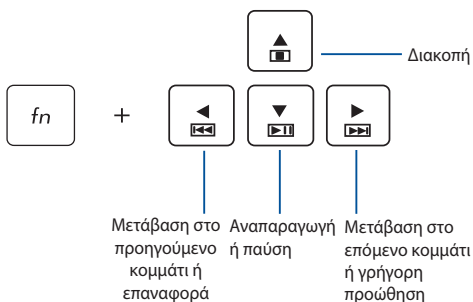 Διακοπή
fn
+
Μετάβαση στο
προηγούμενο
κομμάτι ή
επαναφορά
Αναπαραγωγή
ή παύση
Μετάβαση στο
επόμενο κομμάτι
ή γρήγορη
προώθηση